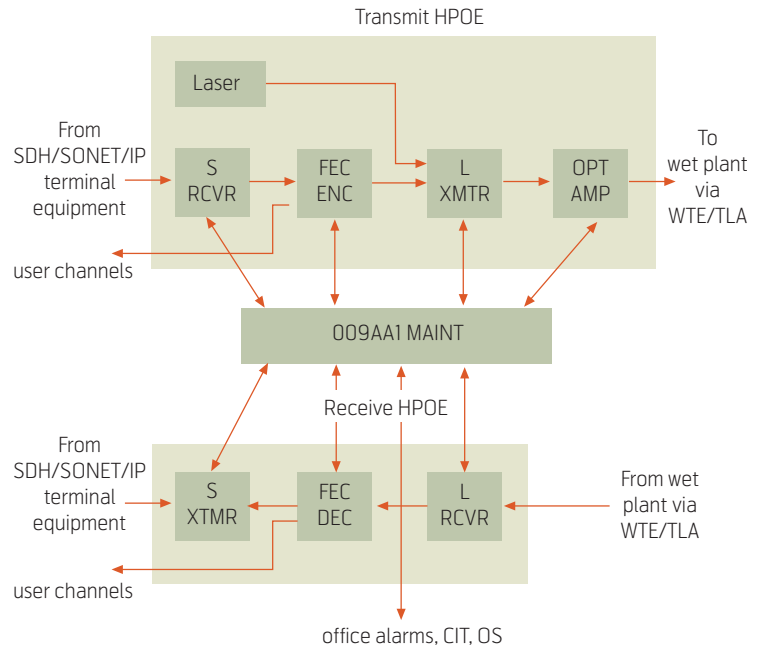 Transmit HPOE
Laser
From
SDH/SONET/IP
terminal
equipment
S
RCVR
FEC
ENC
L
XMTR
OPT
AMP
To
wet plant
via
WTE/TLA
user channels
009AA1 MAINT
Receive HPOE
From
SDH/SONET/IP
terminal
equipment
S
XTMR
FEC
DEC
L
RCVR
From wet
plant via
WTE/TLA
user channels
office alarms, CIT, OS